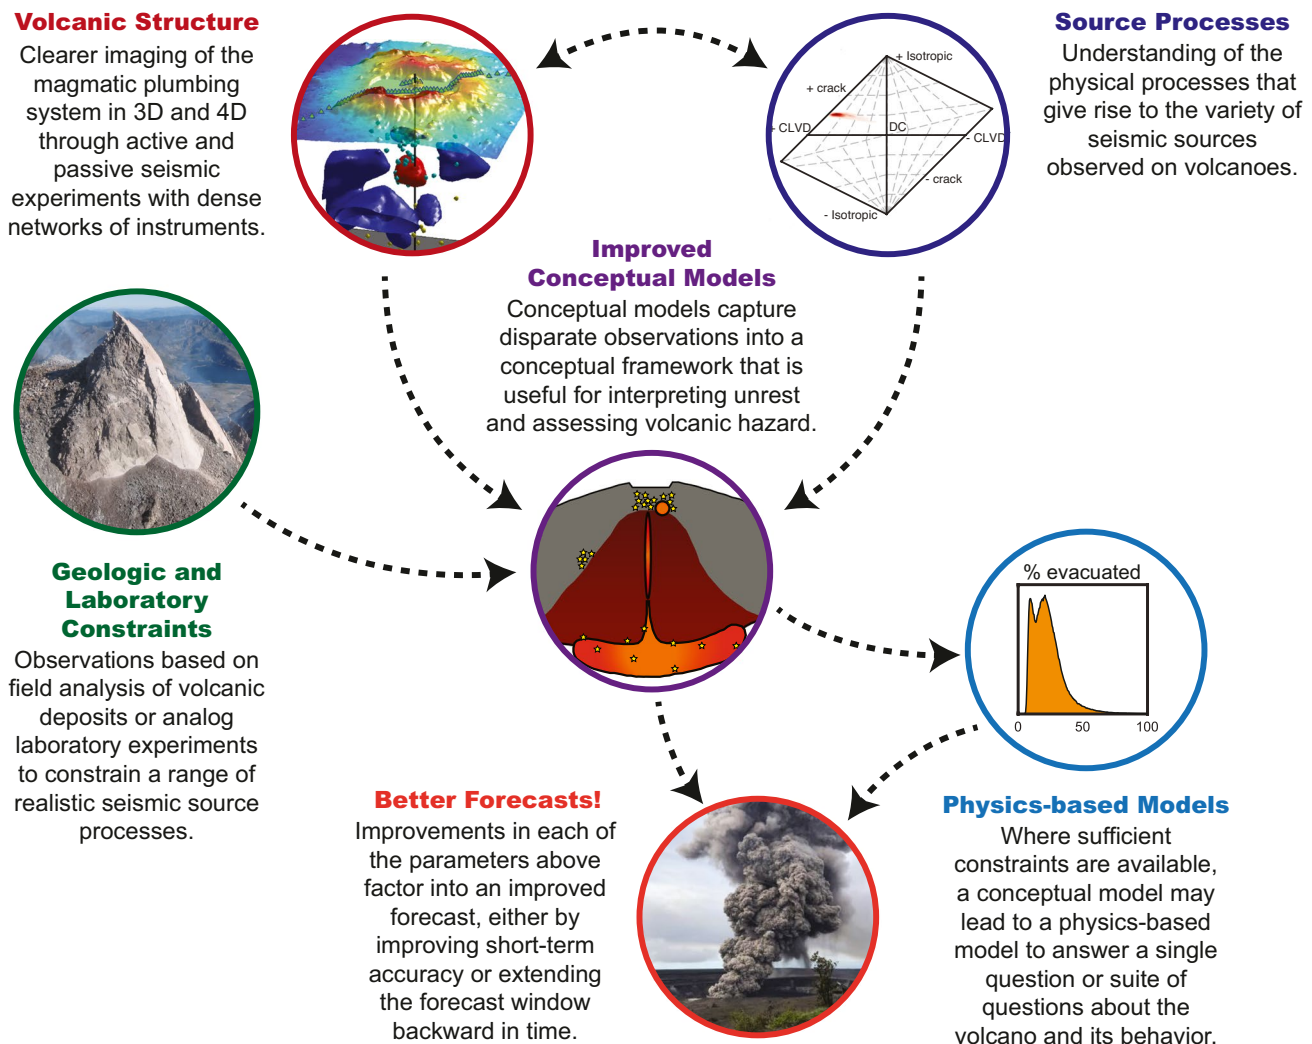 Volcanic Structure
Clearer imaging of the
magmatic plumbing
system in 3D and 4D
through active and
passive seismic
experiments with dense
networks of instruments.
+ Isotropic
+ crack
+ CLVD
DC
- CLVD
- crack
- Isotropic
Source Processes
Understanding of the
physical processes that
give rise to the variety of
seismic sources
observed on volcanoes.
Improved
Conceptual Models
Conceptual models capture
disparate observations into a
conceptual framework that is
useful for interpreting unrest
and assessing volcanic hazard.
Geologic and
Laboratory
Constraints
Observations based on
field analysis of volcanic
deposits or analog
laboratory experiments
to constrain a range of
realistic seismic source
processes.
% evacuated
0 50 100
Better Forecasts!
Improvements in each of
the parameters above
factor into an improved
forecast, either by
improving short-term
accuracy or extending
the forecast window
backward in time.
Physics-based Models
Where sufficient
constraints are available,
a conceptual model may
lead to a physics-based
model to answer a single
question or suite of
questions about the
volcano and its behavior.